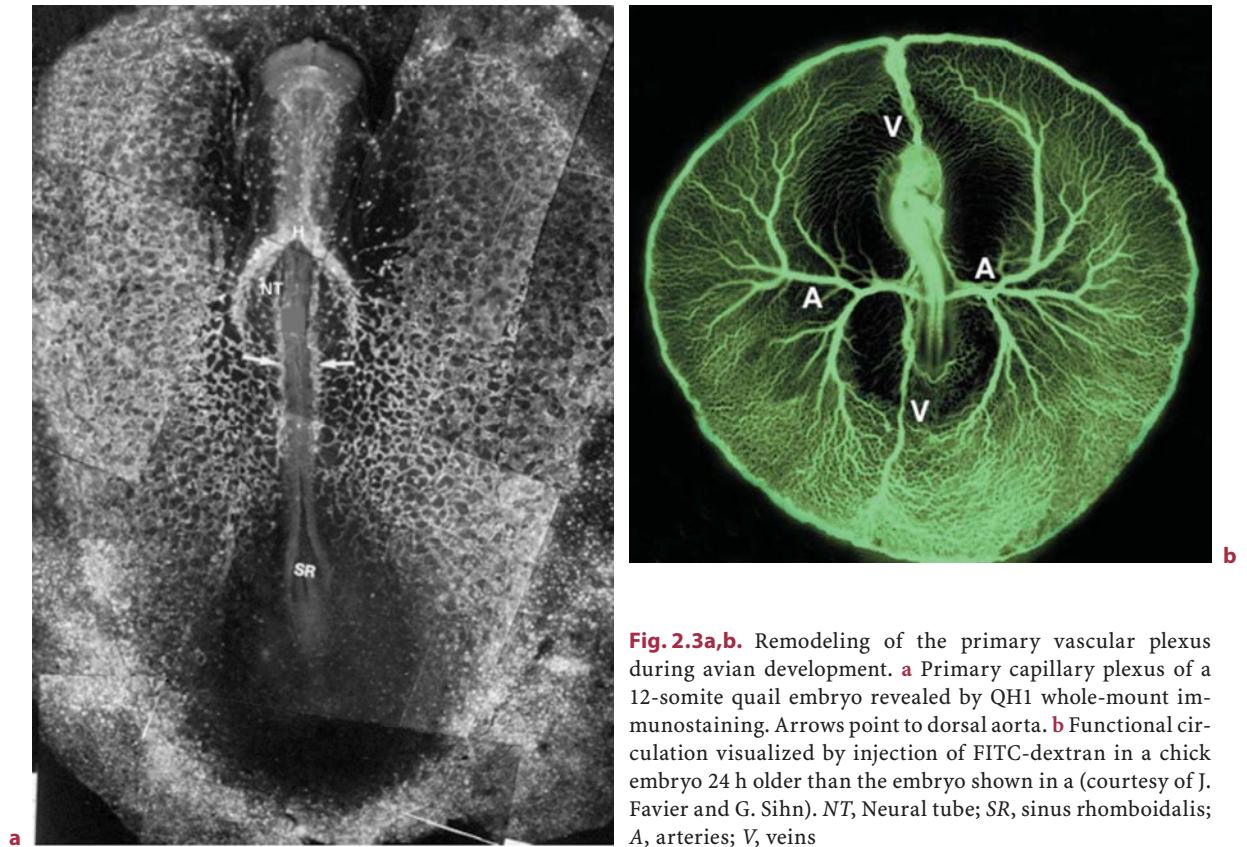 H
NT
SR
a
V
A
A
V
b
Fig. 2.3a,b. Remodeling of the primary vascular plexus
during avian development. a Primary capillary plexus of a
12-somite quail embryo revealed by QH1 whole-mount im-
munostaining. Arrows point to dorsal aorta. b Functional cir-
culation visualized by injection of FITC-dextran in a chick
embryo 24 h older than the embryo shown in a (courtesy of J.
Favier and G. Sihn). NT, Neural tube; SR, sinus rhomboidalis;
A, arteries; V, veins